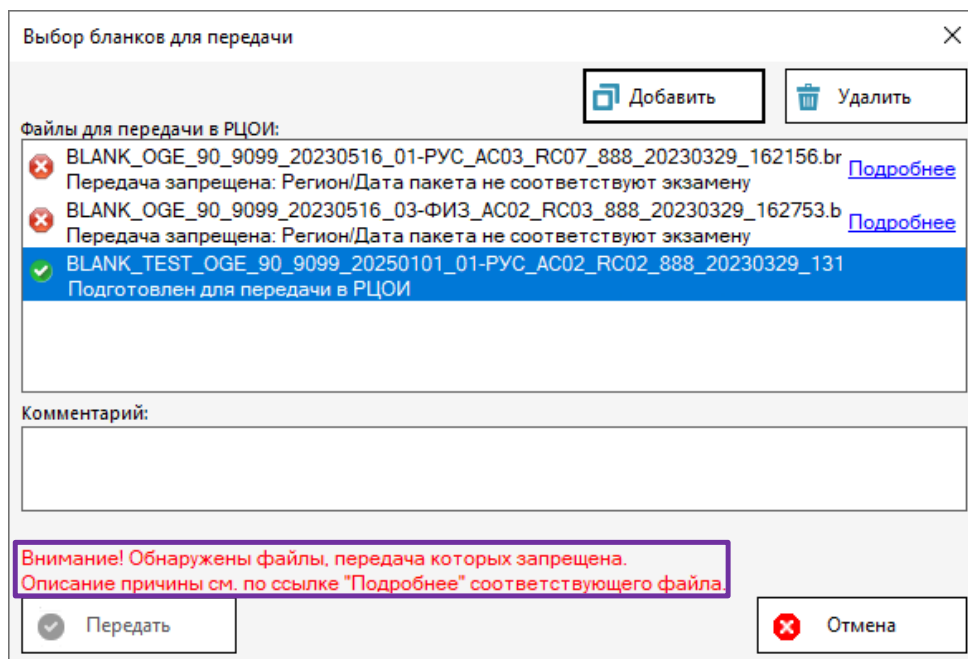 Выбор бланков для передачи
Добавить
Удалить
Файлы для передачи в РЦОИ:
BLANK_OGE_90_9099_20230516_01-РУС_AC03_RC07_888_20230329_162156.br
Подробнее
Передача запрещена: Регион/Дата пакета не соответствуют экзамену
BLANK_OGE_90_9099_20230516_03-ФИЗ_AC02_RC03_888_20230329_162753.b
Подробнее
Передача запрещена: Регион/Дата пакета не соответствуют экзамену
BLANK_TEST_OGE_90_9099_20250101_01-РУС_AC02_RC02_888_20230329_131
Подготовлен для передачи в РЦОИ
Комментарий:
Внимание! Обнаружены файлы, передача которых запрещена.
Описание причины см. по ссылке "Подробнее" соответствующего файла.
Передать
Отмена